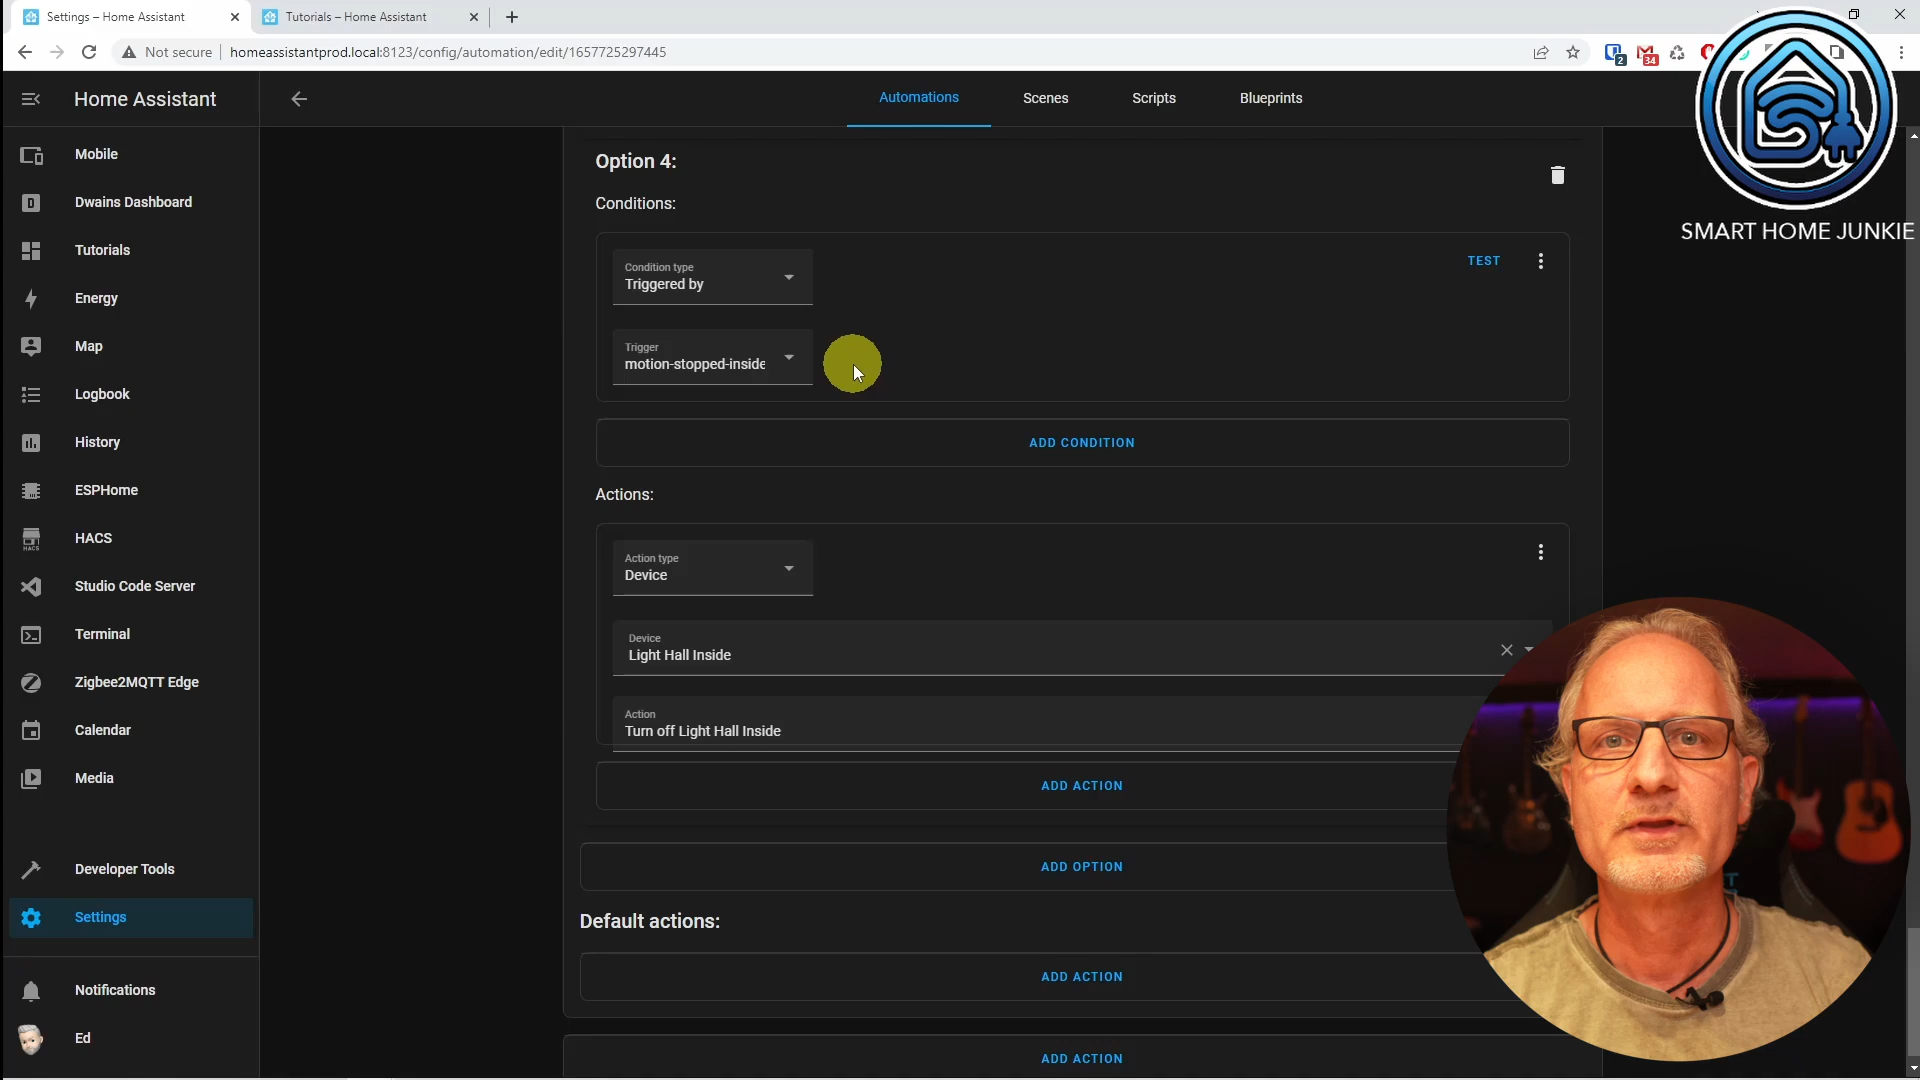 Settings – Home Assistant
Tutorials – Home Assistant
Not secure
homeassistantprod.local:8123/config/automation/edit/1657725297445
2
34
Home Assistant
Automations
Scenes
Scripts
Blueprints
SMART HOME JUNKIE
Mobile
Dwains Dashboard
Tutorials
Energy
Map
Logbook
History
ESPHome
HACS
HACS
Studio Code Server
Terminal
Zigbee2MQTT Edge
Calendar
Media
Developer Tools
Settings
Notifications
Ed
Option 4:
Conditions:
Condition type
Triggered by
TEST
Trigger
motion-stopped-inside
ADD CONDITION
Actions:
Action type
Device
Device
Light Hall Inside
Action
Turn off Light Hall Inside
ADD ACTION
ADD OPTION
Default actions:
ADD ACTION
ADD ACTION